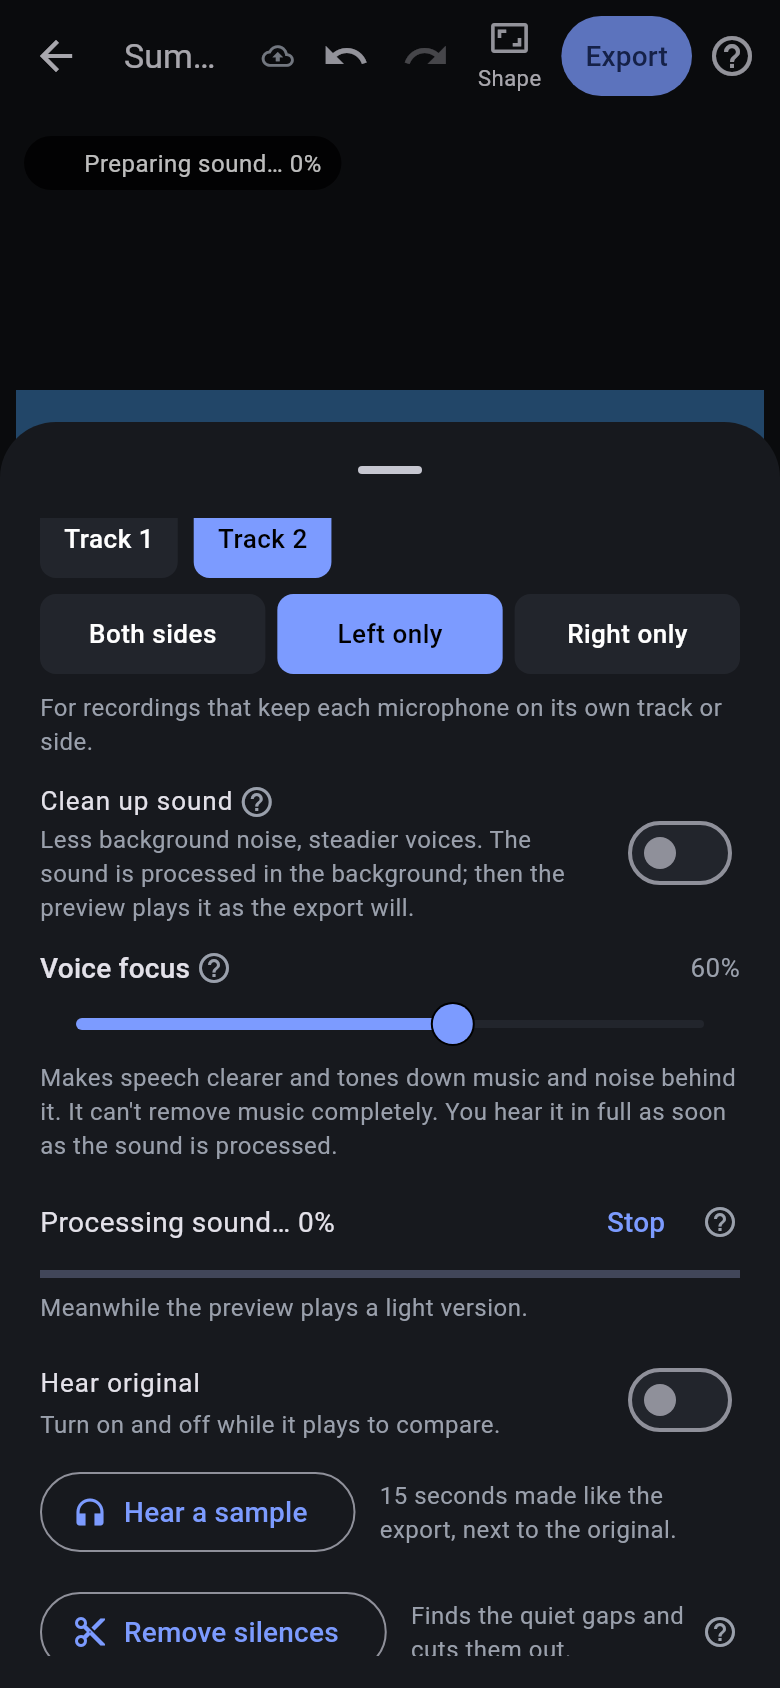 Sum...
Shape
Export
Preparing sound... 0%
Track 1
Track 2
Both sides
Left only
Right only
For recordings that keep each microphone on its own track or
side.
Clean up sound
Less background noise, steadier voices. The
sound is processed in the background; then the
preview plays it as the export will.
Voice focus
60%
Makes speech clearer and tones down music and noise behind
it. It can't remove music completely. You hear it in full as soon
as the sound is processed.
Processing sound... 0%
Stop
Meanwhile the preview plays a light version.
Hear original
Turn on and off while it plays to compare.
Hear a sample
15 seconds made like the
export, next to the original.
Remove silences
Finds the quiet gaps and
cuts them out.